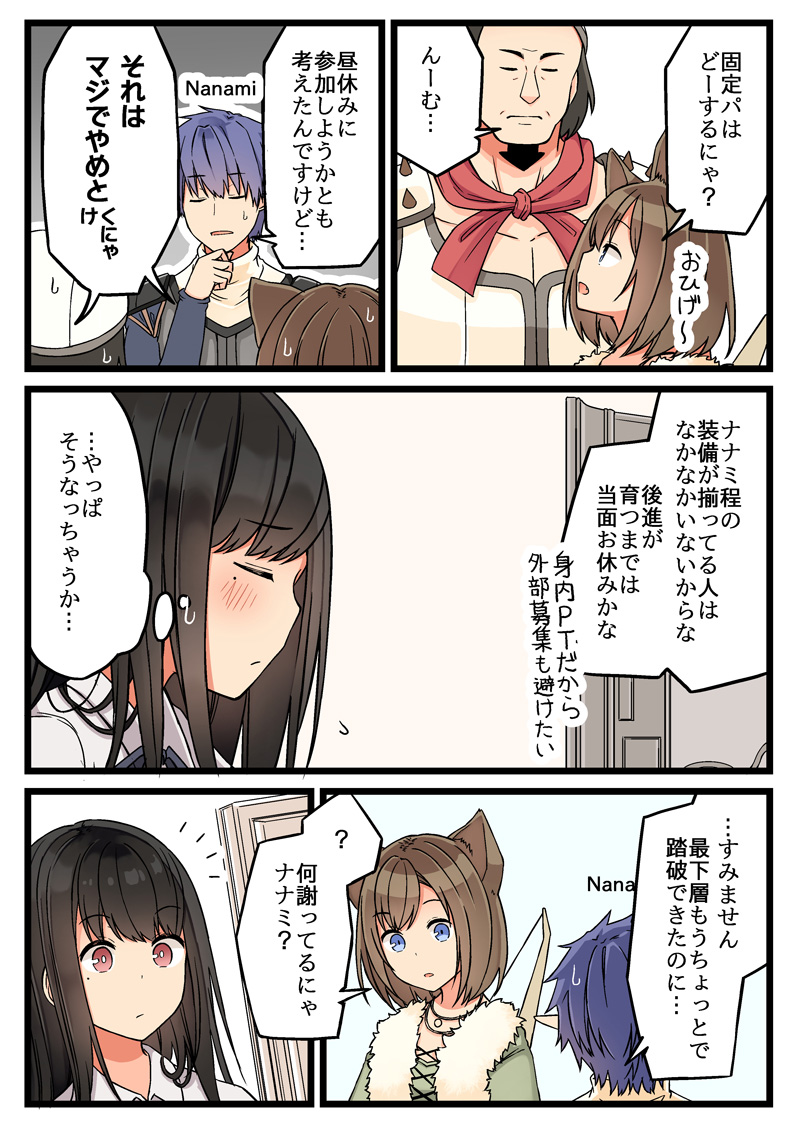 固定パは
どーするにゃ？
おひげ～
んーむ…
昼休みに
参加しようかとも
考えたんですけど…
Nanami
それは
マジでやめとけ
くにゃ
ナナミ程の
装備が揃ってる人は
なかなかいないからな
後進が
育つまでは
当面お休みかな
身内PTだから
外部募集も避けたい
…やっぱ
そうなっちゃうか…
…すみません
最下層もうちょっとで
踏破できたのに…
Nana
？
何謝ってるにゃ
ナナミ？